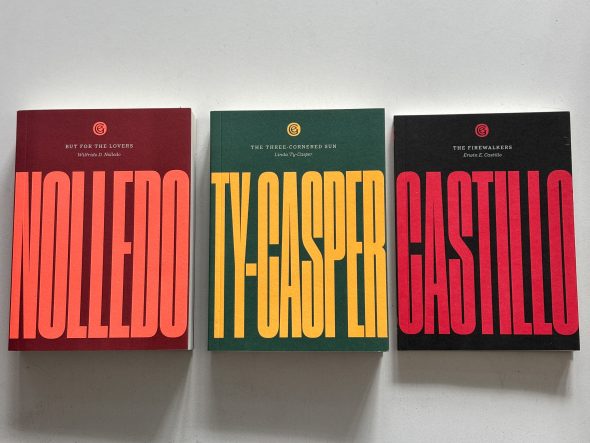 BUT FOR THE LOVERS
Wilfrido D. Nolledo
NOLLEDO
THE THREE-CORNERED SUN
Linda Ty-Casper
TY-CASPER
THE FIREWALKERS
Erwin E. Castillo
CASTILLO